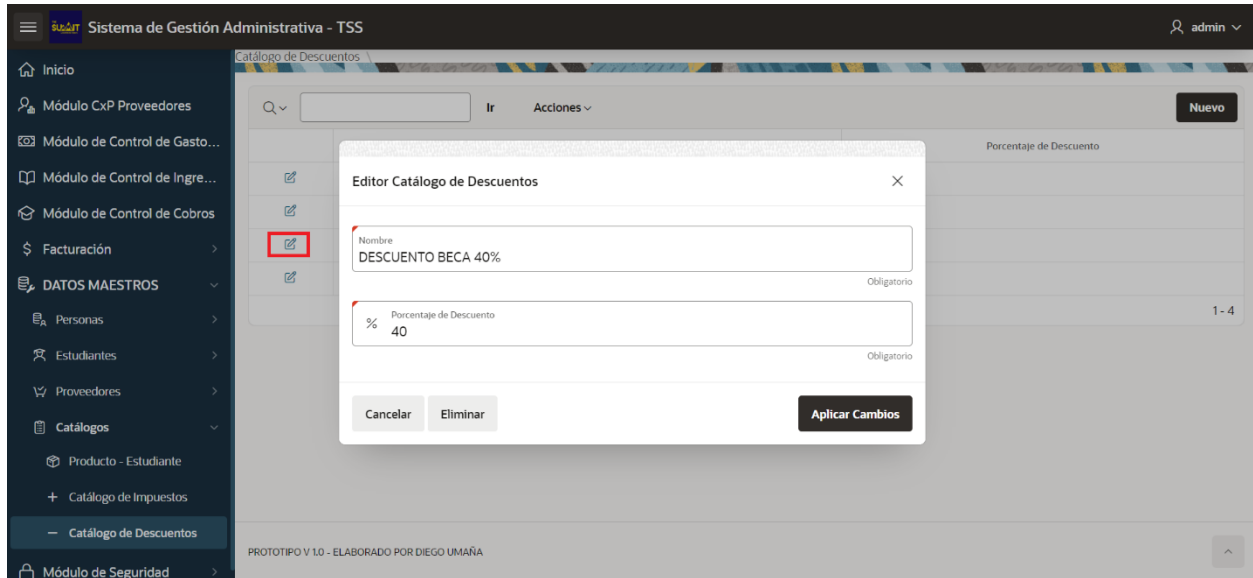 SUMMIT Sistema de Gestión Administrativa - TSS
admin
Inicio
Módulo CxP Proveedores
Módulo de Control de Gasto...
Módulo de Control de Ingre...
Módulo de Control de Cobros
Facturación
DATOS MAESTROS
Personas
Estudiantes
Proveedores
Catálogos
Producto - Estudiante
Catálogo de Impuestos
Catálogo de Descuentos
Módulo de Seguridad
Catálogo de Descuentos \
Ir
Acciones
Nuevo
Porcentaje de Descuento
1 - 4
Editor Catálogo de Descuentos
Nombre
DESCUENTO BECA 40%
Obligatorio
Porcentaje de Descuento
% 40
Obligatorio
Cancelar
Eliminar
Aplicar Cambios
PROTOTIPO V 1.0 - ELABORADO POR DIEGO UMAÑA